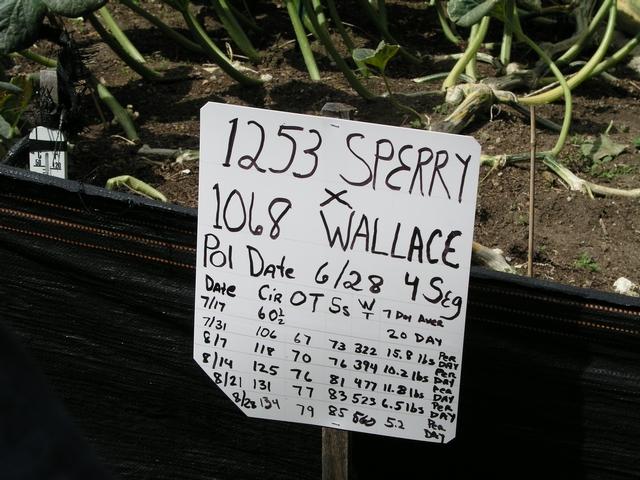 1253 SPERRY
X
1068 WALLACE
Pol Date 6/28 4 Seg
Date Cir OT Ss WT 7 Day Aver
7/17 60½ 20 DAY
7/31 106 67 73 322 15.8 lbs Per DAY
8/7 118 70 76 394 10.2 lbs Per DAY
8/14 125 76 81 477 11.8 lbs Per DAY
8/21 131 77 83 523 6.5 lbs Per DAY
8/28 134 79 85 560 5.2 Per DAY